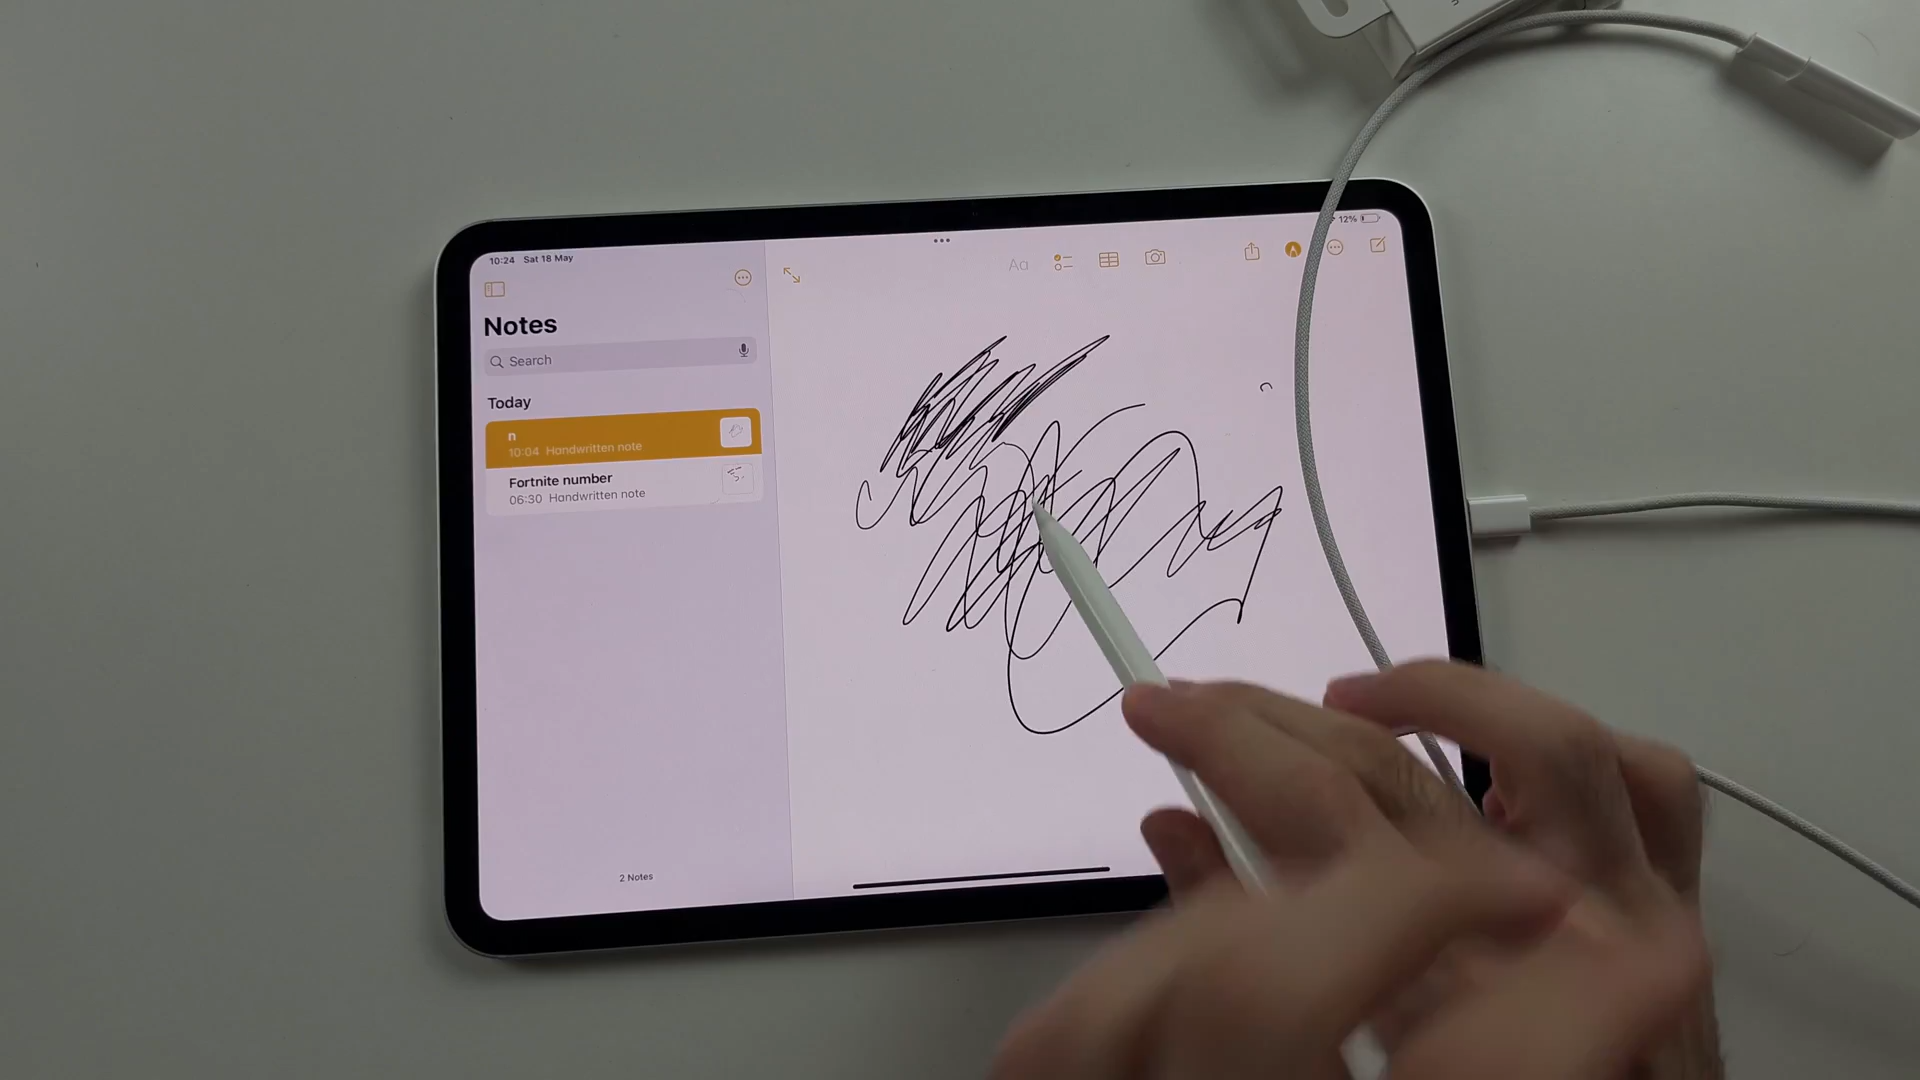 10:24 Sat 18 May
12%
Aa
Notes
Search
Today
n
10:04 Handwritten note
Fortnite number
06:30 Handwritten note
2 Notes